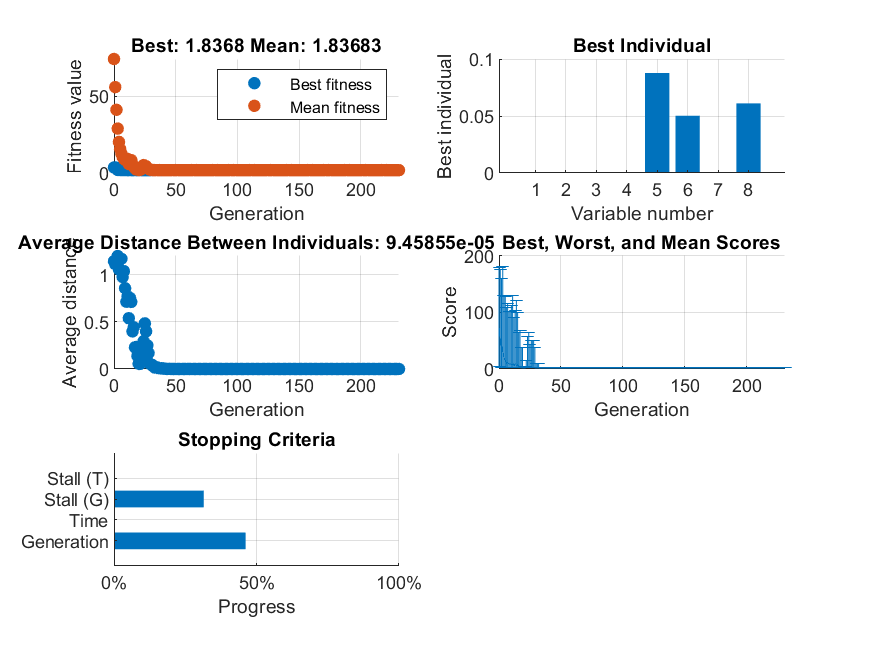 Best: 1.8368 Mean: 1.83683
Fitness value
50
0
Best fitness
Mean fitness
0 50 100 150 200
Generation
Best Individual
Best individual
0.1
0.05
0
1 2 3 4 5 6 7 8
Variable number
Average Distance Between Individuals: 9.45855e-05
Average distance
1
0.5
0
0 50 100 150 200
Generation
Best, Worst, and Mean Scores
Score
200
100
0
0 50 100 150 200
Generation
Stopping Criteria
Stall (T)
Stall (G)
Time
Generation
0% 50% 100%
Progress